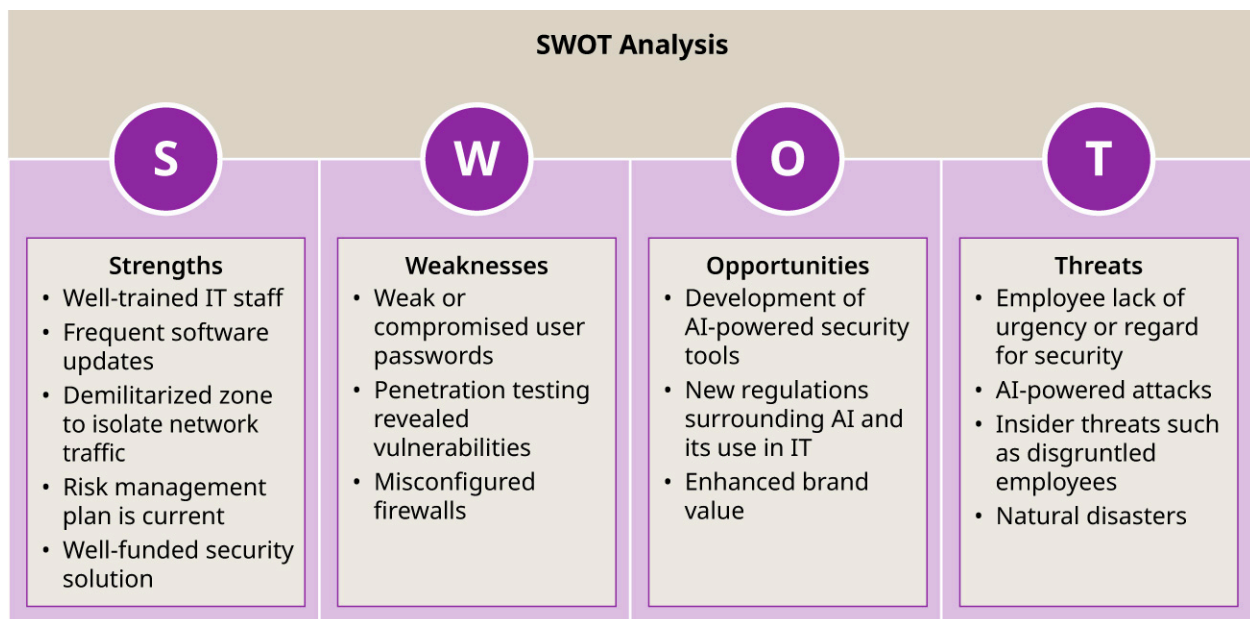 SWOT Analysis
S
W
O
T
Strengths
• Well-trained IT staff
• Frequent software
updates
• Demilitarized zone
to isolate network
traffic
• Risk management
plan is current
• Well-funded security
solution
Weaknesses
• Weak or
compromised user
passwords
• Penetration testing
revealed
vulnerabilities
• Misconfigured
firewalls
Opportunities
• Development of
AI-powered security
tools
• New regulations
surrounding AI and
its use in IT
• Enhanced brand
value
Threats
• Employee lack of
urgency or regard
for security
• AI-powered attacks
• Insider threats such
as disgruntled
employees
• Natural disasters